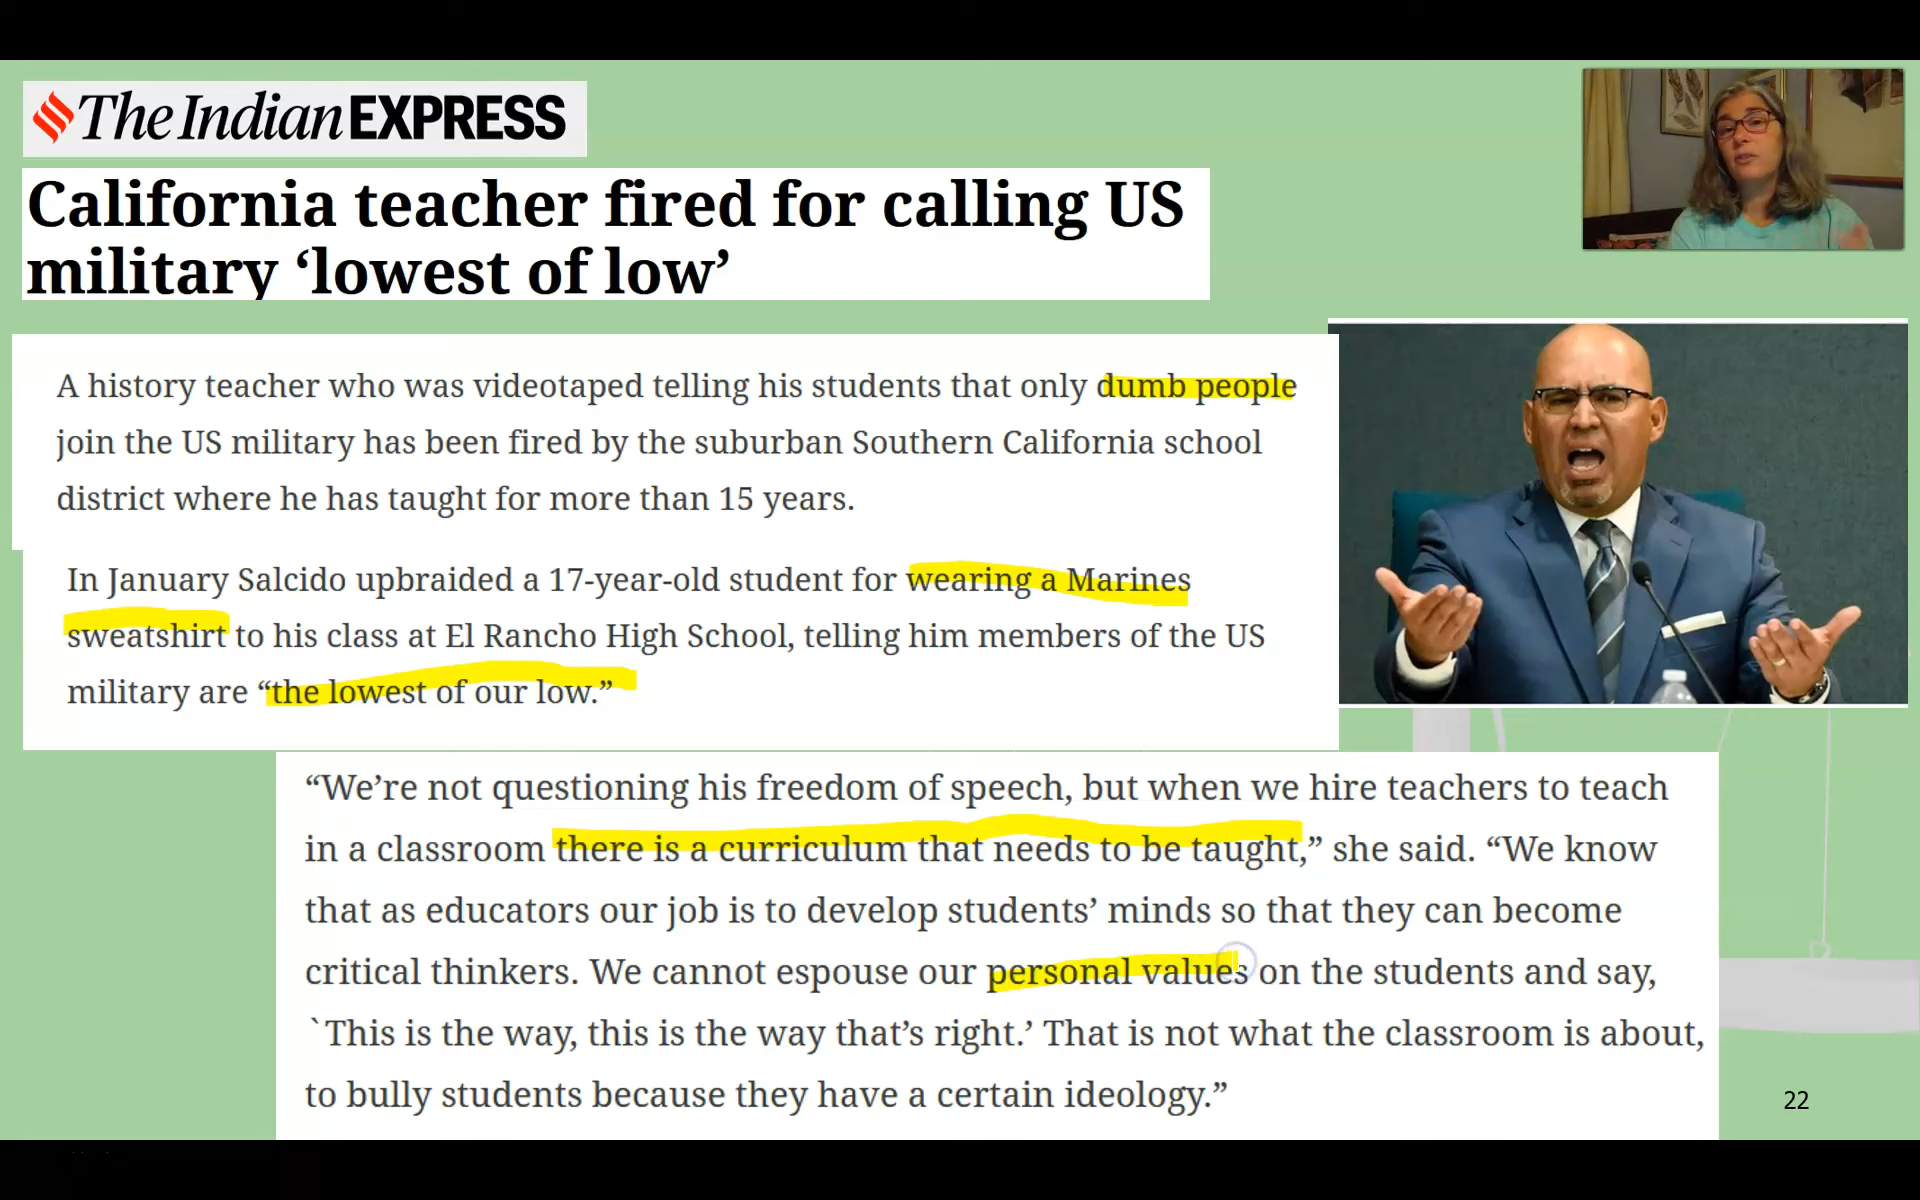 The Indian EXPRESS
California teacher fired for calling US
military ‘lowest of low’
A history teacher who was videotaped telling his students that only dumb people
join the US military has been fired by the suburban Southern California school
district where he has taught for more than 15 years.
In January Salcido upbraided a 17-year-old student for wearing a Marines
sweatshirt to his class at El Rancho High School, telling him members of the US
military are “the lowest of our low.”
“We’re not questioning his freedom of speech, but when we hire teachers to teach
in a classroom there is a curriculum that needs to be taught,” she said. “We know
that as educators our job is to develop students’ minds so that they can become
critical thinkers. We cannot espouse our personal values on the students and say,
`This is the way, this is the way that’s right.’ That is not what the classroom is about,
to bully students because they have a certain ideology.”
22